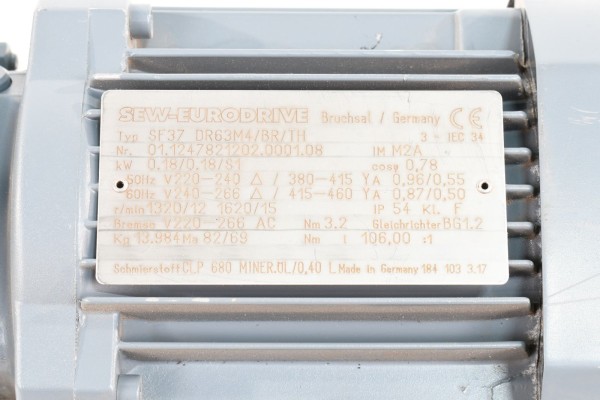 SEW-EURODRIVE Bruchsal / Germany CE
Typ SF37 DR63M4/BR/TH 3 ~ IEC 34
Nr. 01.1247821202.0001.08 IM M2A
kW 0.18/0.18/S1 cosφ 0,78
50Hz V220-240 Δ / 380-415 Y A 0,96/0,55
60Hz V240-266 Δ / 415-460 Y A 0,87/0,50
r/min 1320/12 1620/15 IP 54 Kl. F
Bremse V220-266 AC Nm 3.2 Gleichrichter BG1.2
Kg 13.984 Ma 82/69 Nm i 106,00 :1
Schmierstoff CLP 680 MINER.ÖL/0,40 L Made in Germany 184 103 3.17